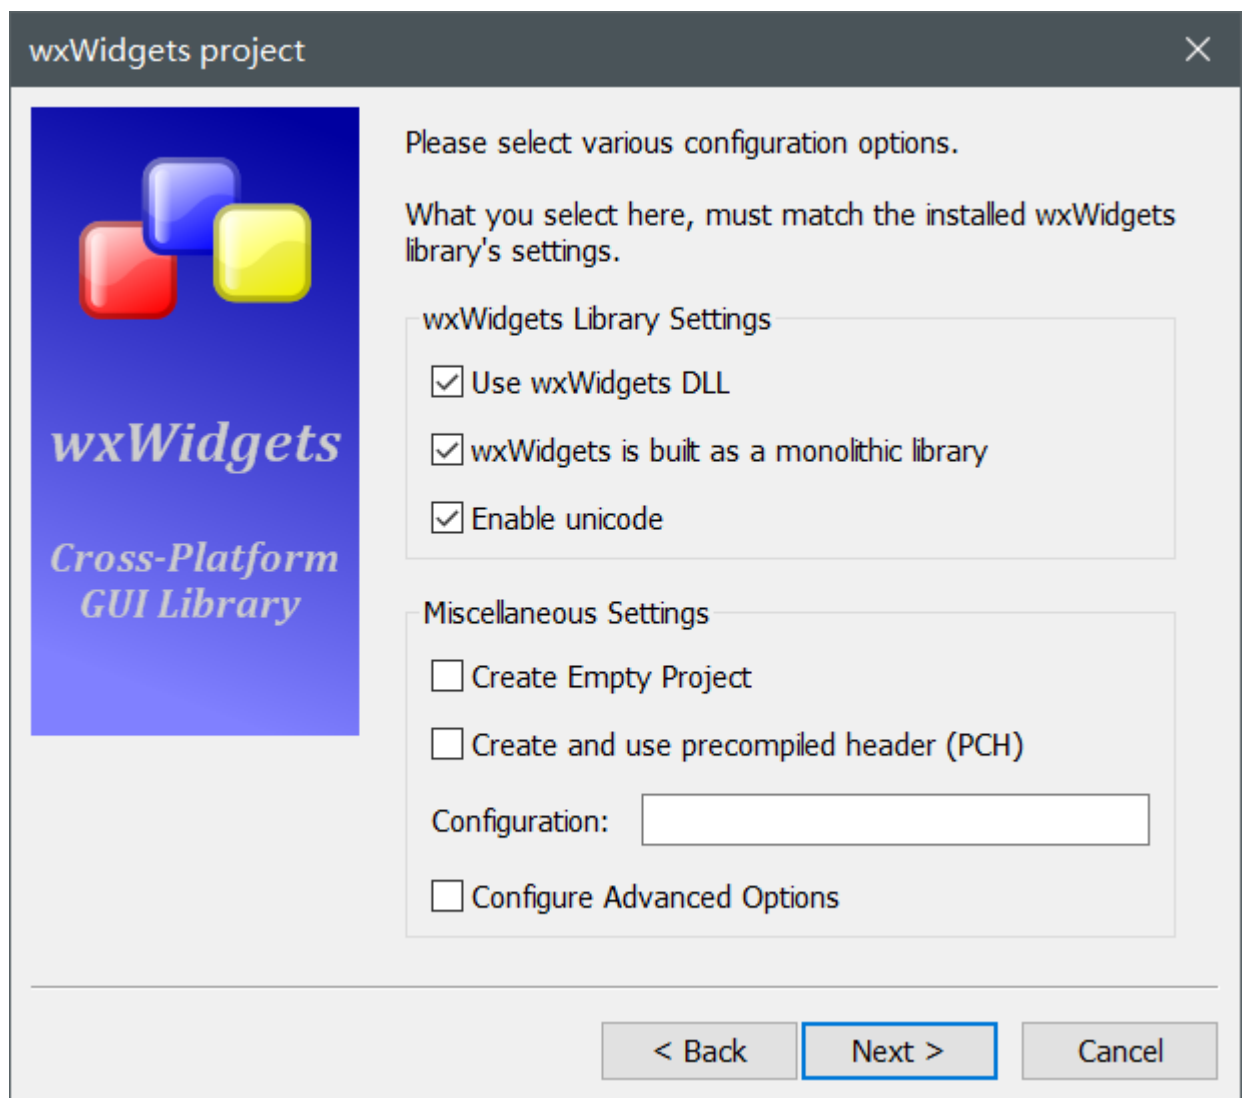 wxWidgets project
wxWidgets
Cross-Platform
GUI Library
Please select various configuration options.
What you select here, must match the installed wxWidgets
library's settings.
wxWidgets Library Settings
Use wxWidgets DLL
wxWidgets is built as a monolithic library
Enable unicode
Miscellaneous Settings
Create Empty Project
Create and use precompiled header (PCH)
Configuration:
Configure Advanced Options
< Back
Next >
Cancel